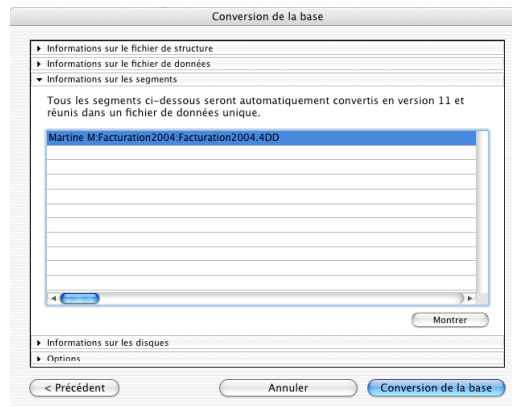 Conversion de la base
Informations sur le fichier de structure
Informations sur le fichier de données
Informations sur les segments
Tous les segments ci-dessous seront automatiquement convertis en version 11 et
réunis dans un fichier de données unique.
Martine M:Facturation2004:Facturation2004.4DD
Montrer
Informations sur les disques
Options
< Précédent
Annuler
Conversion de la base